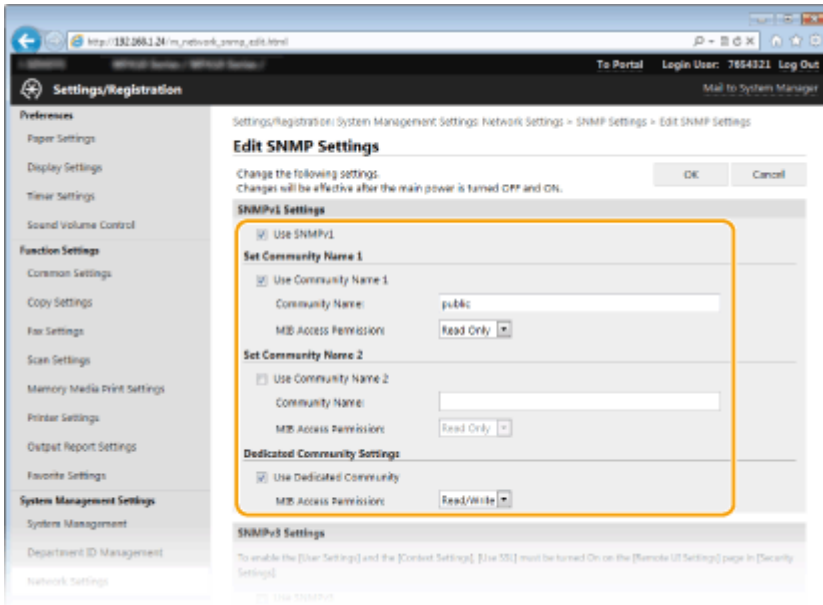 http://192.168.1.24/m_network_snmp_edit.html
To Portal Login User: 7654321 Log Out
Settings/Registration
Mail to System Manager
Preferences
Paper Settings
Display Settings
Timer Settings
Sound Volume Control
Function Settings
Common Settings
Copy Settings
Fax Settings
Scan Settings
Memory Media Print Settings
Printer Settings
Output Report Settings
Favorite Settings
System Management Settings
System Management
Department ID Management
Network Settings
Settings/Registration: System Management Settings: Network Settings > SNMP Settings > Edit SNMP Settings
Edit SNMP Settings
Change the following settings.
Changes will be effective after the main power is turned OFF and ON.
OK Cancel
SNMPv1 Settings
Use SNMPv1
Set Community Name 1
Use Community Name 1
Community Name: public
MIB Access Permission: Read Only
Set Community Name 2
Use Community Name 2
Community Name:
MIB Access Permission: Read Only
Dedicated Community Settings
Use Dedicated Community
MIB Access Permission: Read/Write
SNMPv3 Settings
To enable the [User Settings] and the [Context Settings], [Use SSL] must be turned On on the [Remote UI Settings] page in [Security
Settings].
Use SNMPv3